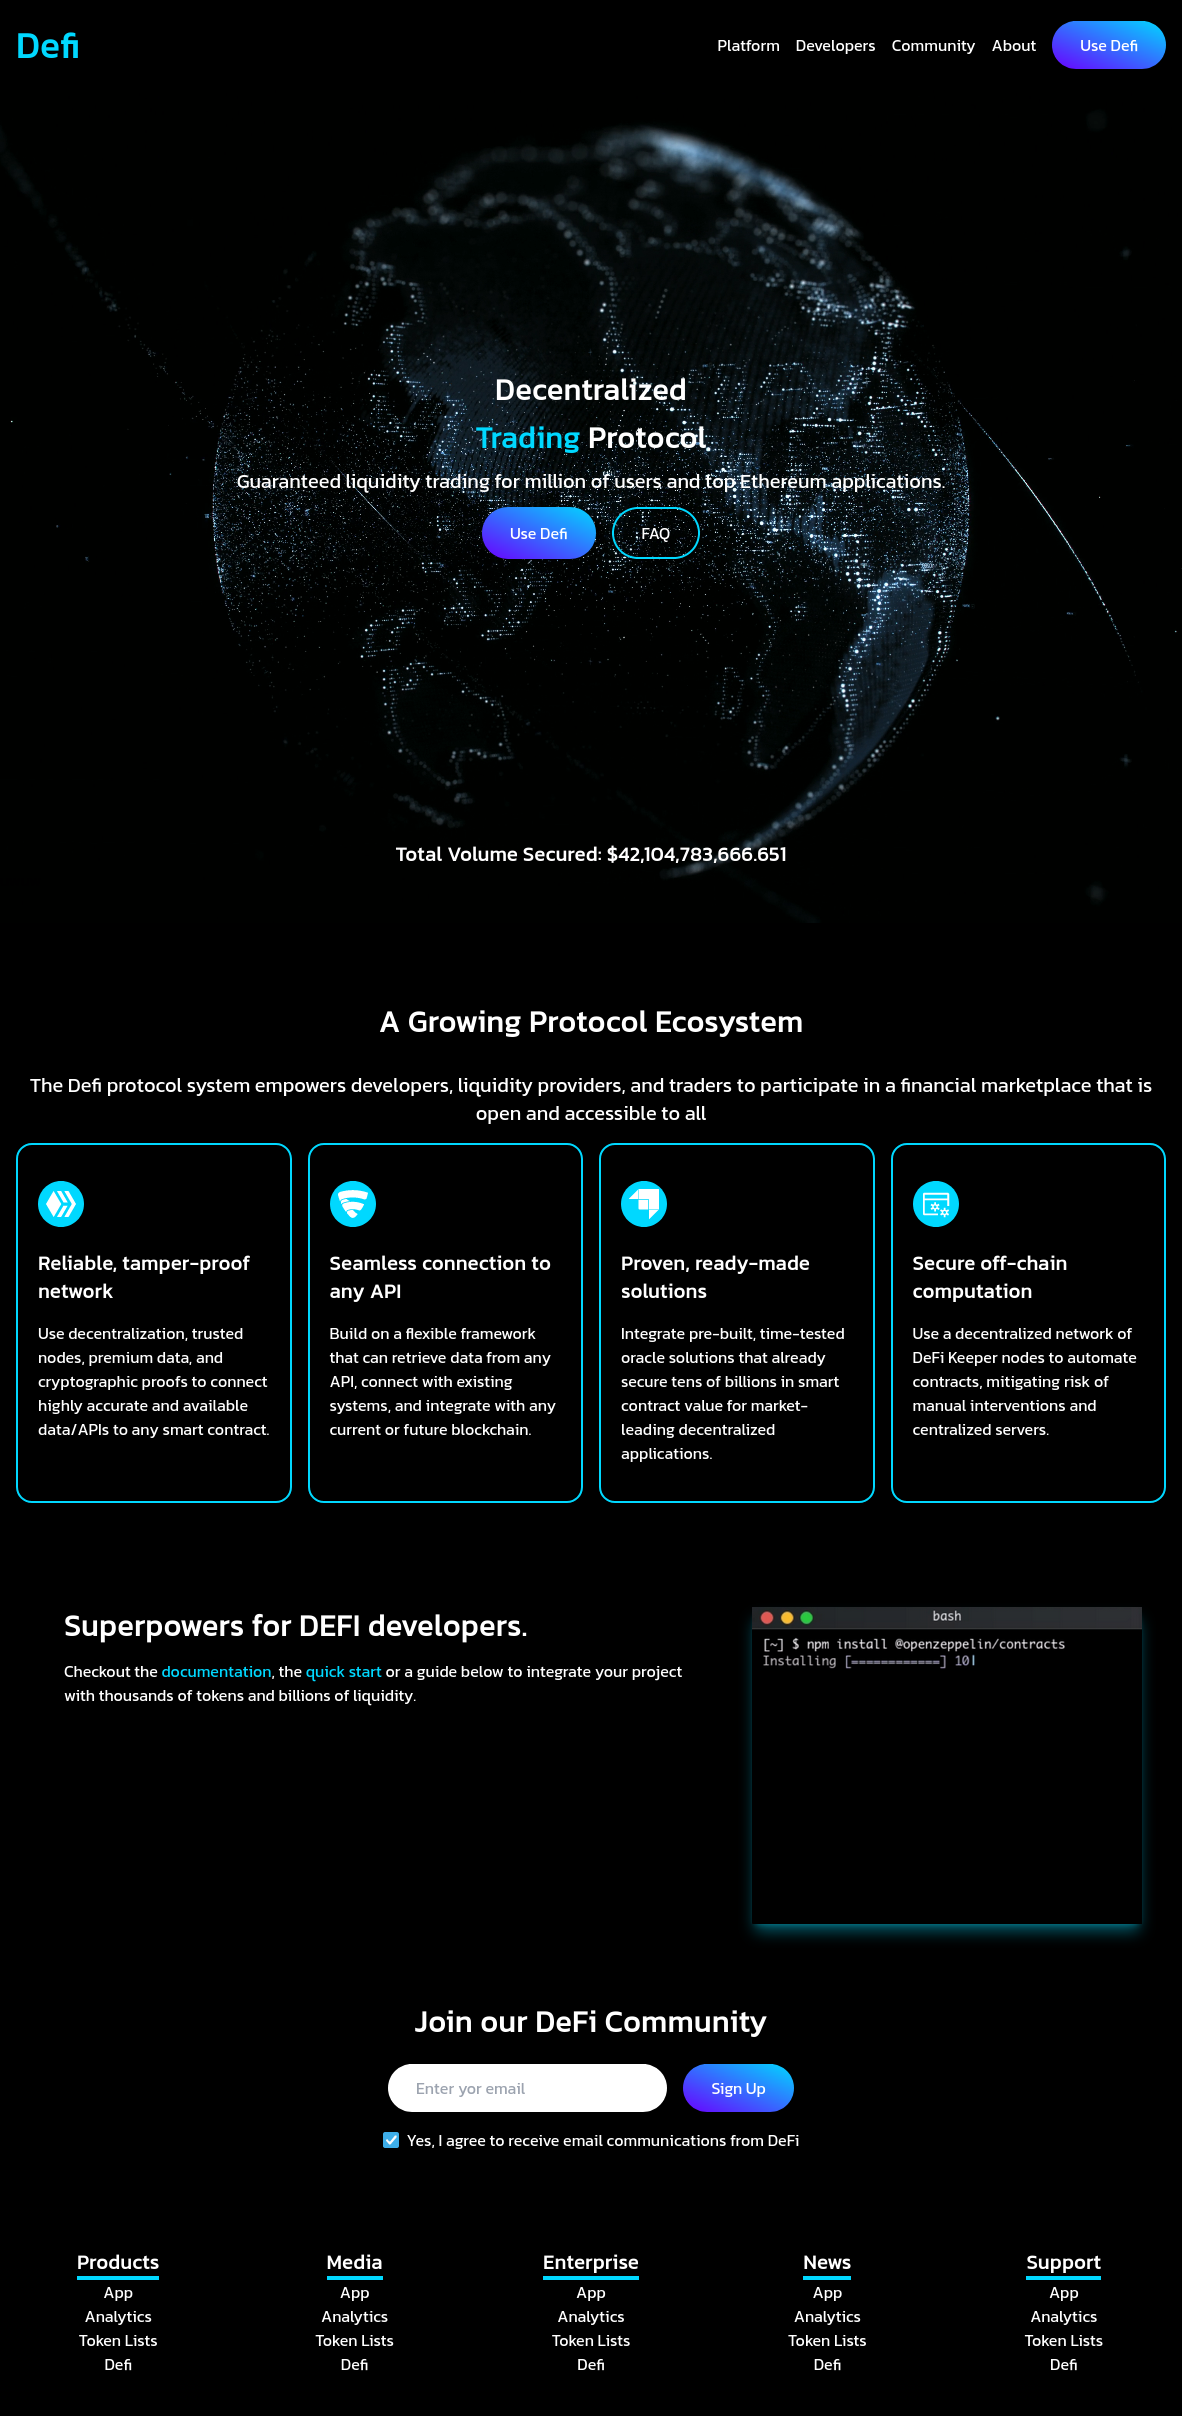 Defi
Platform Developers Community About Use Defi
Decentralized
Trading Protocol
Guaranteed liquidity trading for million of users and top Ethereum applications.
Use Defi FAQ
Total Volume Secured: $42,104,783,666.651
A Growing Protocol Ecosystem
The Defi protocol system empowers developers, liquidity providers, and traders to participate in a financial marketplace that is
open and accessible to all
Reliable, tamper-proof
network
Use decentralization, trusted
nodes, premium data, and
cryptographic proofs to connect
highly accurate and available
data/APIs to any smart contract.
Seamless connection to
any API
Build on a flexible framework
that can retrieve data from any
API, connect with existing
systems, and integrate with any
current or future blockchain.
Proven, ready-made
solutions
Integrate pre-built, time-tested
oracle solutions that already
secure tens of billions in smart
contract value for market-
leading decentralized
applications.
Secure off-chain
computation
Use a decentralized network of
DeFi Keeper nodes to automate
contracts, mitigating risk of
manual interventions and
centralized servers.
Superpowers for DEFI developers.
Checkout the documentation, the quick start or a guide below to integrate your project
with thousands of tokens and billions of liquidity.
bash
[~] $ npm install @openzeppelin/contracts
Installing [============] 10
Join our DeFi Community
Enter yor email
Sign Up
Yes, I agree to receive email communications from DeFi
Products
App
Analytics
Token Lists
Defi
Media
App
Analytics
Token Lists
Defi
Enterprise
App
Analytics
Token Lists
Defi
News
App
Analytics
Token Lists
Defi
Support
App
Analytics
Token Lists
Defi